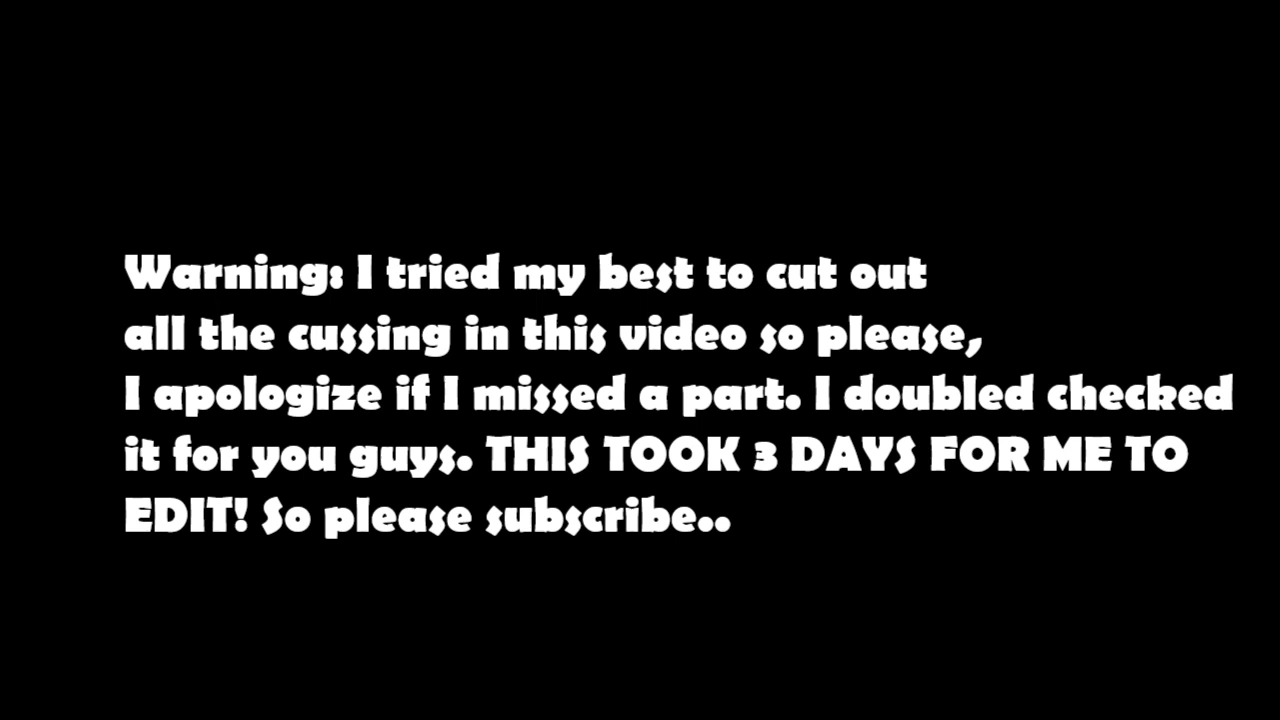 Warning: I tried my best to cut out
all the cussing in this video so please,
I apologize if I missed a part. I doubled checked
it for you guys. THIS TOOK 3 DAYS FOR ME TO
EDIT! So please subscribe..